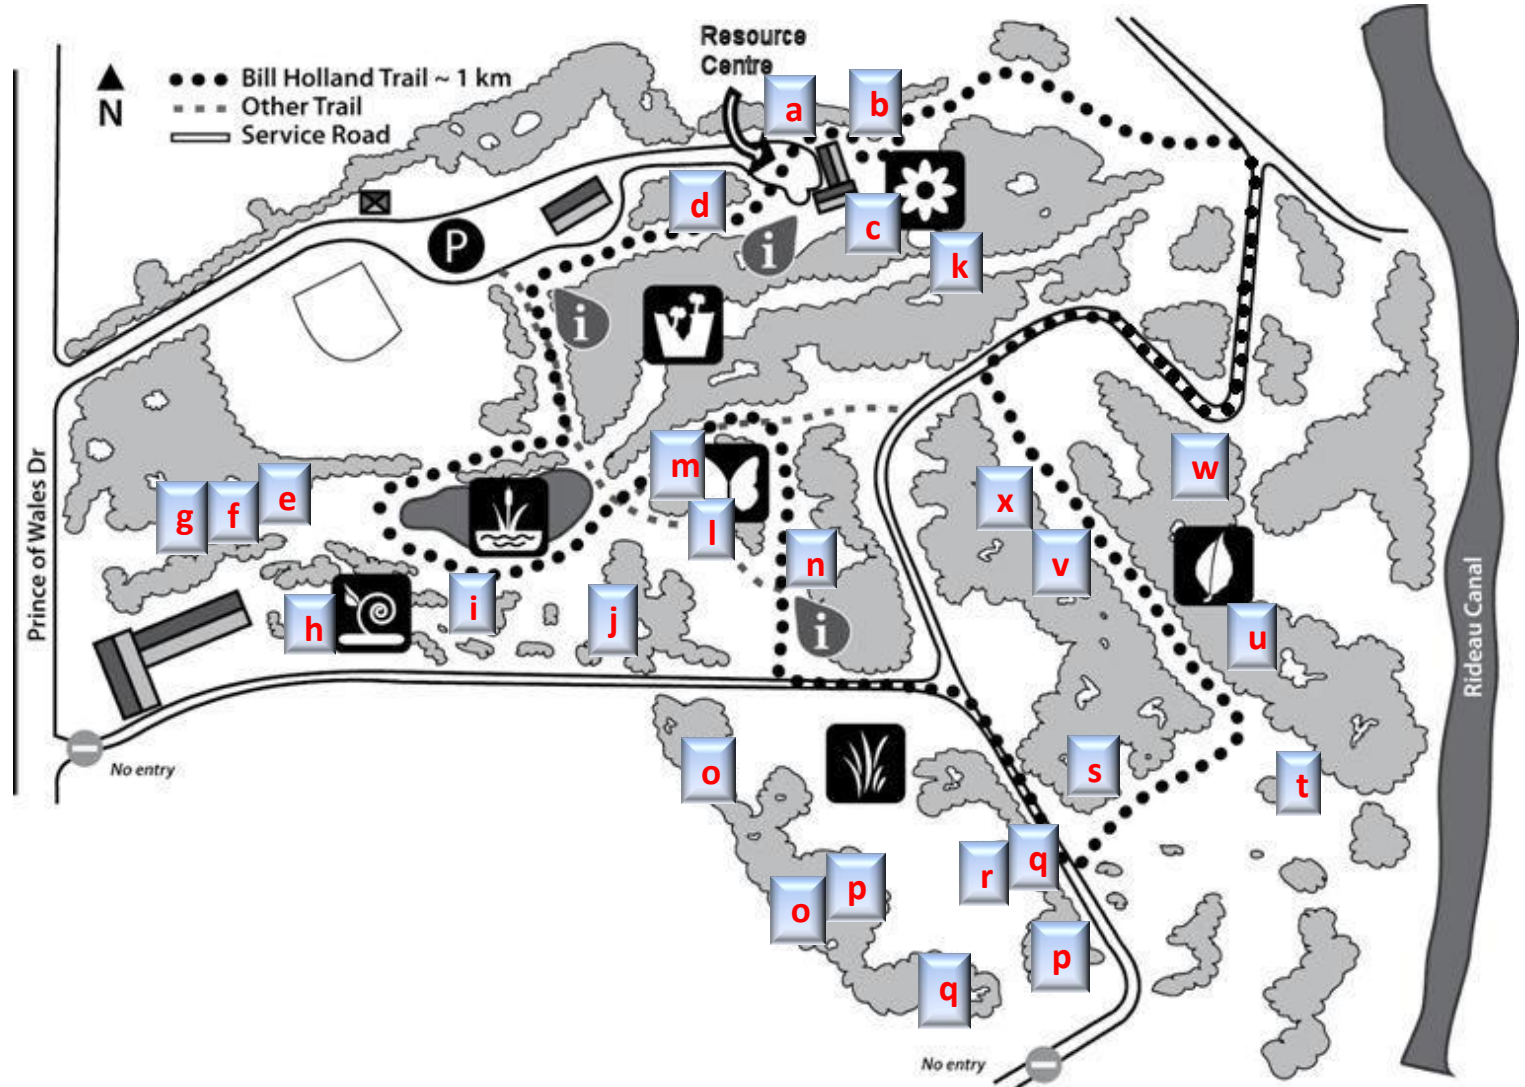 Resource
Centre
N
Bill Holland Trail ~ 1 km
Other Trail
Service Road
a
b
d
c
k
i
i
P
Prince of Wales Dr
g
f
e
m
l
n
h
i
j
i
x
w
v
u
Rideau Canal
No entry
o
s
t
o
p
r
q
p
q
No entry